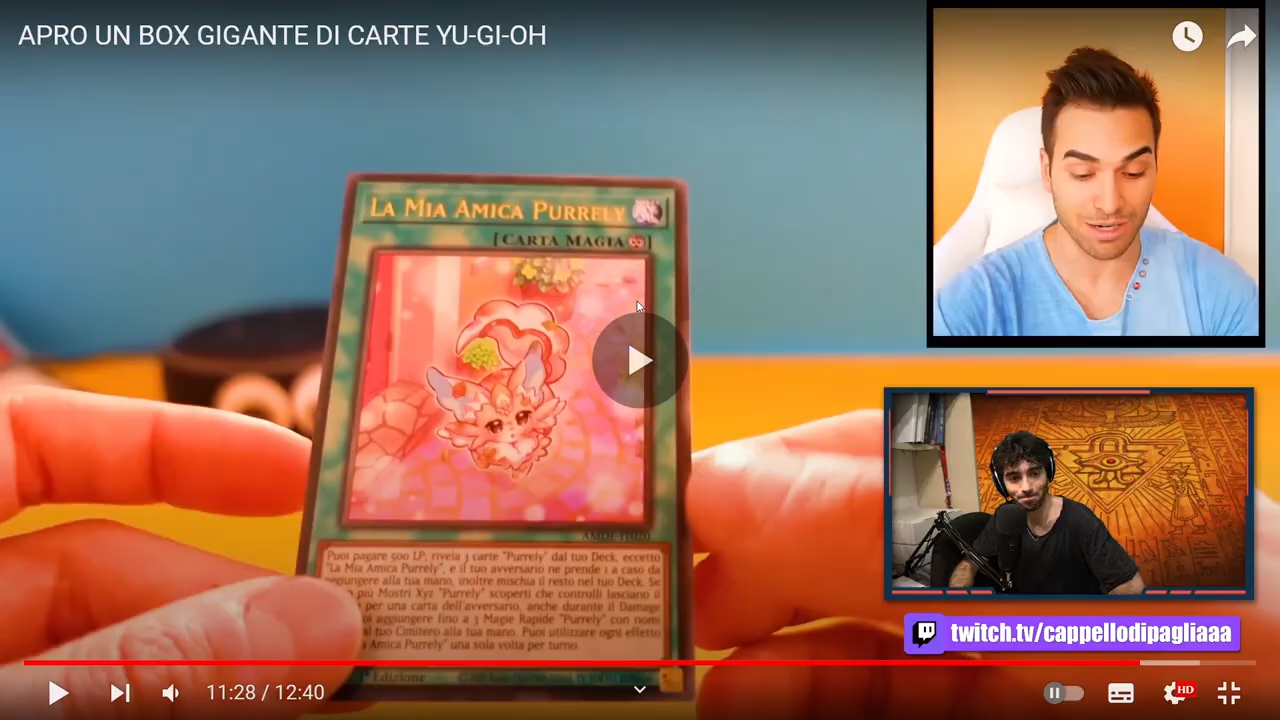 APRO UN BOX GIGANTE DI CARTE YU-GI-OH
LA MIA AMICA PURRELY
[CARTA MAGIA]
Puoi pagare 500 LP; rivela 3 carte "Purrely" dal tuo Deck, eccetto
"La Mia Amica Purrely", e il tuo avversario ne prende 1 a caso da
aggiungere alla tua mano, inoltre mischia il resto nel tuo Deck. Se
più Mostri Xyz "Purrely" scoperti che controlli lasciano il
per una carta dell'avversario, anche durante il Damage
aggiungere fino a 3 Magie Rapide "Purrely" con nomi
al tuo Cimitero alla tua mano. Puoi utilizzare ogni effetto
Amica Purrely" una sola volta per turno
Edizione
twitch.tv/cappellodipagliaaa
11:28 / 12:40
HD